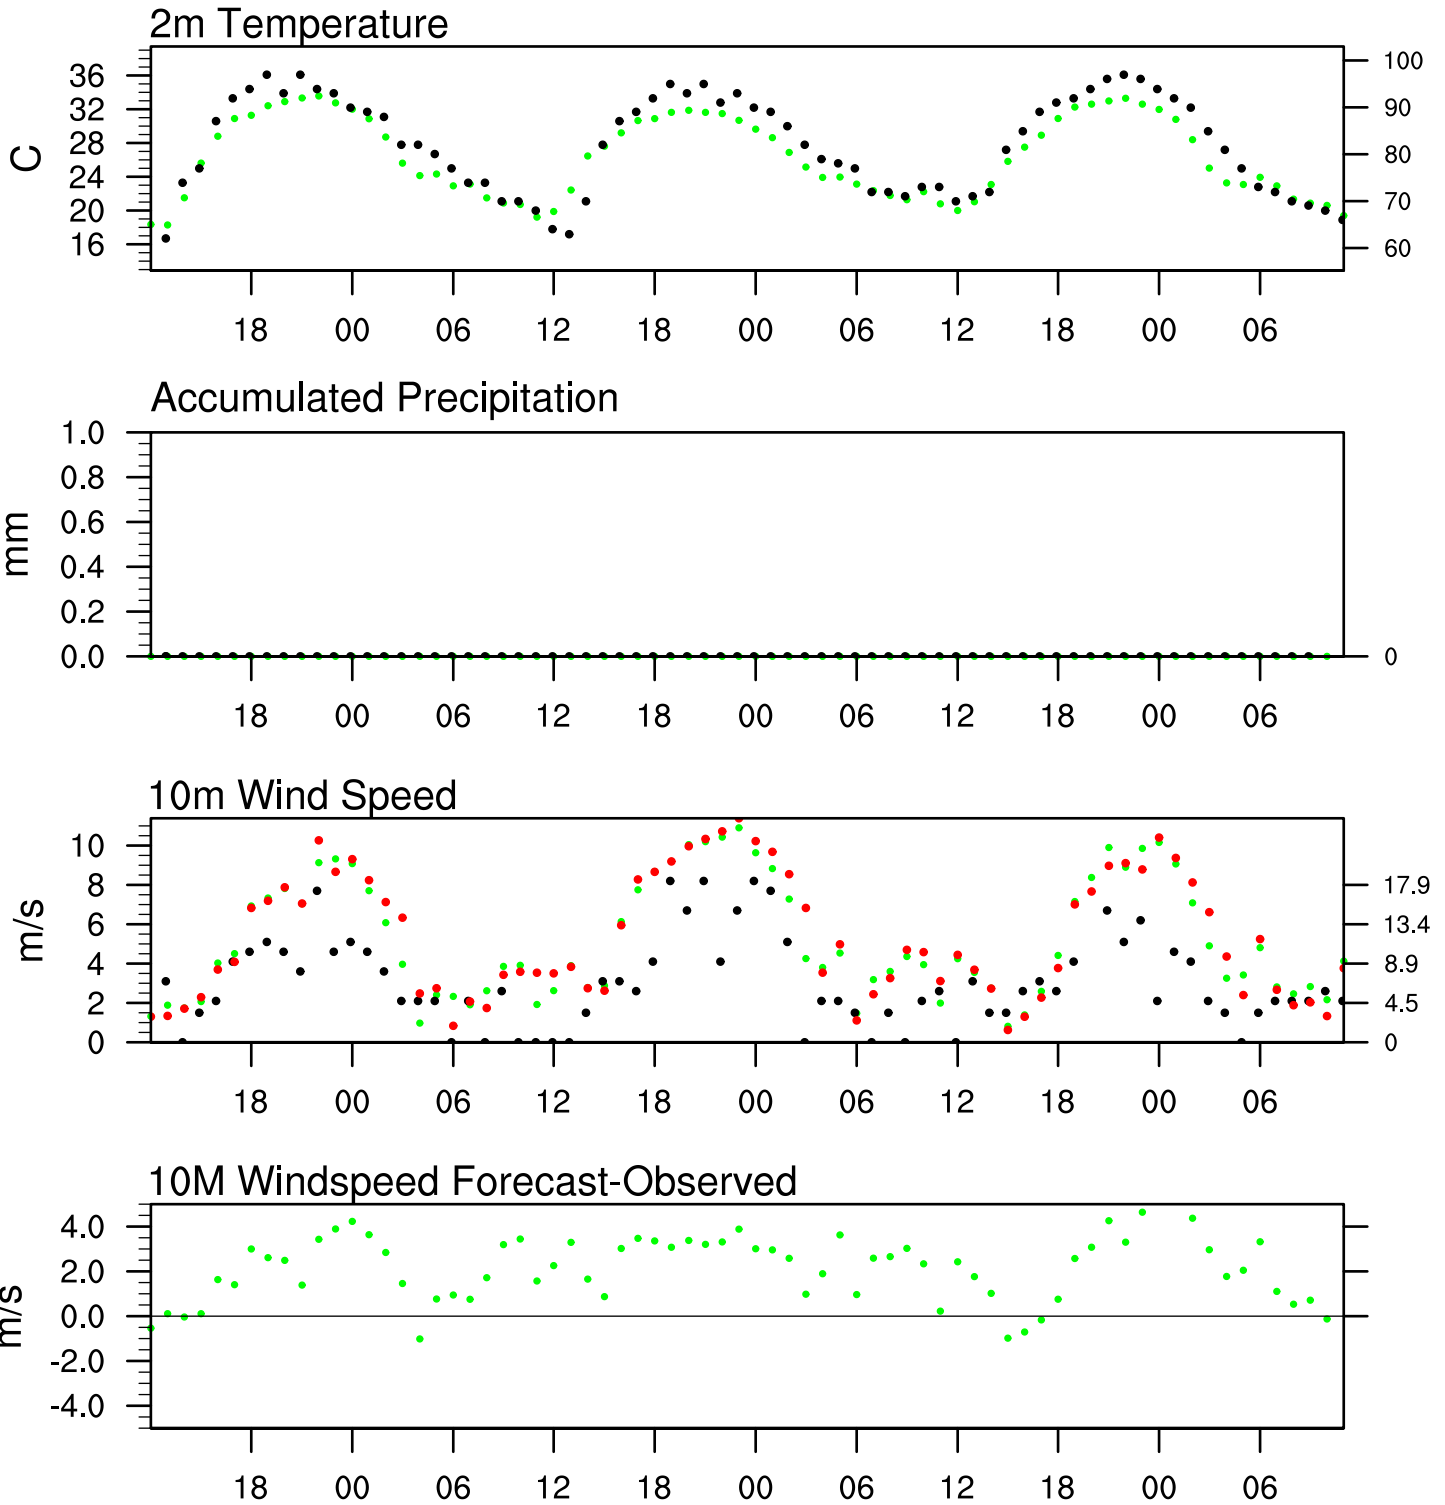 2m Temperature
C
36
32
28
24
20
16
100
90
80
70
60
18 00 06 12 18 00 06 12 18 00 06
Accumulated Precipitation
mm
1.0
0.8
0.6
0.4
0.2
0.0
0
18 00 06 12 18 00 06 12 18 00 06
10m Wind Speed
m/s
10
8
6
4
2
0
17.9
13.4
8.9
4.5
0
18 00 06 12 18 00 06 12 18 00 06
10M Windspeed Forecast-Observed
m/s
4.0
2.0
0.0
-2.0
-4.0
18 00 06 12 18 00 06 12 18 00 06